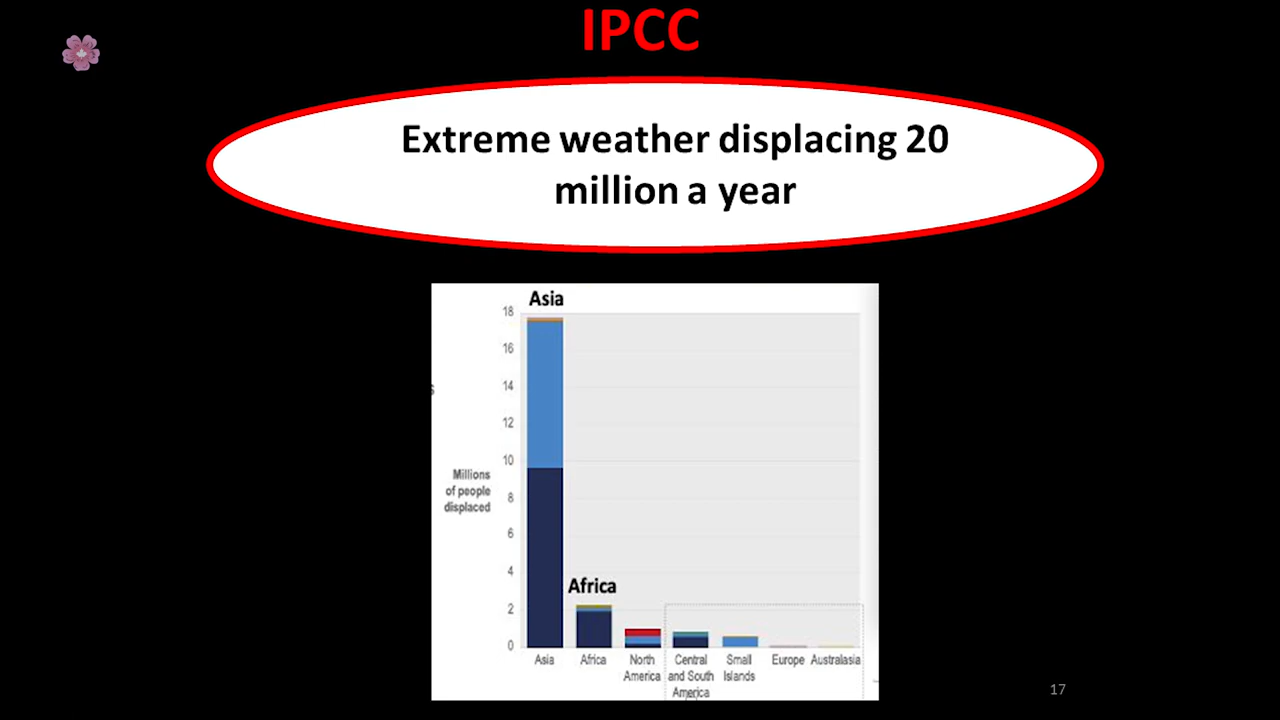 IPCC
Extreme weather displacing 20
million a year
Asia
18
16
14
12
10
8
6
4
2
0
Millions
of people
displaced
Africa
Asia
Africa
North
America
Central
and South
America
Small
Islands
Europe
Australasia
17